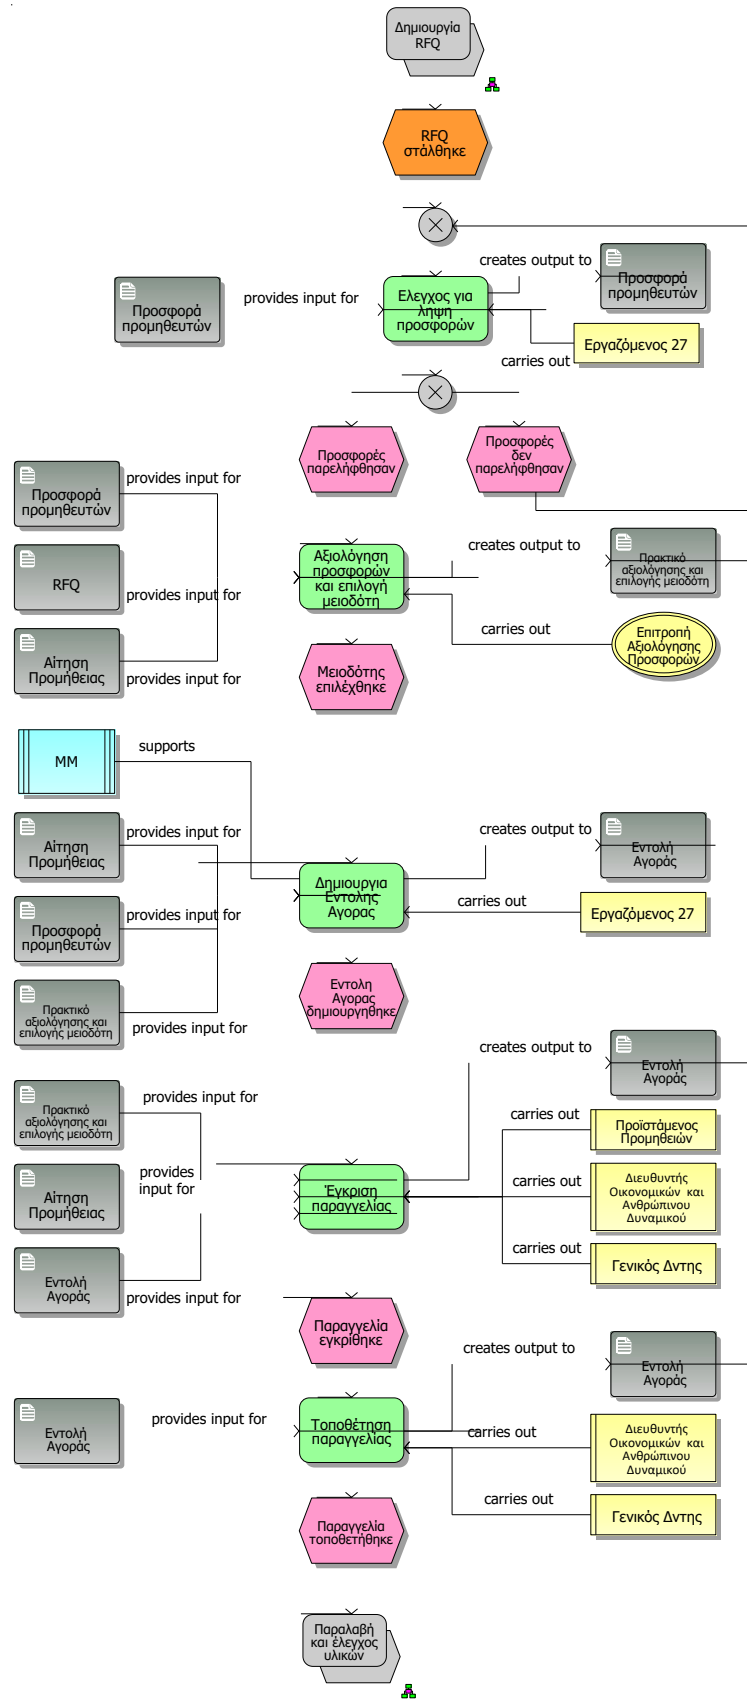 Δημιουργία
RFQ
RFQ
στάλθηκε
creates output to
Προσφορά
προμηθευτών
provides input for
Ελεγχος για
ληψη
προσφορών
Προσφορά
προμηθευτών
Εργαζόμενος 27
carries out
Προσφορές
παρελήφθησαν
Προσφορές
δεν
παρελήφθησαν
Προσφορά
προμηθευτών
provides input for
RFQ
provides input for
Αίτηση
Προμήθειας
provides input for
Αξιολόγηση
προσφορών
και επιλογή
μειοδότη
creates output to
Πρακτικό
αξιολόγησης και
επιλογής μειοδότη
carries out
Επιτροπή
Αξιολόγησης
Προσφορών
Μειοδότης
επιλέχθηκε
MM
supports
Αίτηση
Προμήθειας
provides input for
Προσφορά
προμηθευτών
provides input for
Πρακτικό
αξιολόγησης και
επιλογής μειοδότη
provides input for
Δημιουργια
Εντολης
Αγορας
creates output to
Εντολή
Αγοράς
carries out
Εργαζόμενος 27
Εντολη
Αγορας
δημιουργηθηκε
Πρακτικό
αξιολόγησης και
επιλογής μειοδότη
provides input for
Αίτηση
Προμήθειας
provides
input for
Εντολή
Αγοράς
provides input for
Έγκριση
παραγγελίας
creates output to
Εντολή
Αγοράς
carries out
Προϊστάμενος
Προμηθειών
carries out
Διευθυντής
Οικονομικών και
Ανθρώπινου
Δυναμικού
carries out
Γενικός Δντης
Παραγγελία
εγκρίθηκε
Εντολή
Αγοράς
provides input for
Τοποθέτηση
παραγγελίας
creates output to
Εντολή
Αγοράς
carries out
Διευθυντής
Οικονομικών και
Ανθρώπινου
Δυναμικού
carries out
Γενικός Δντης
Παραγγελία
τοποθετήθηκε
Παραλαβή
και έλεγχος
υλικών